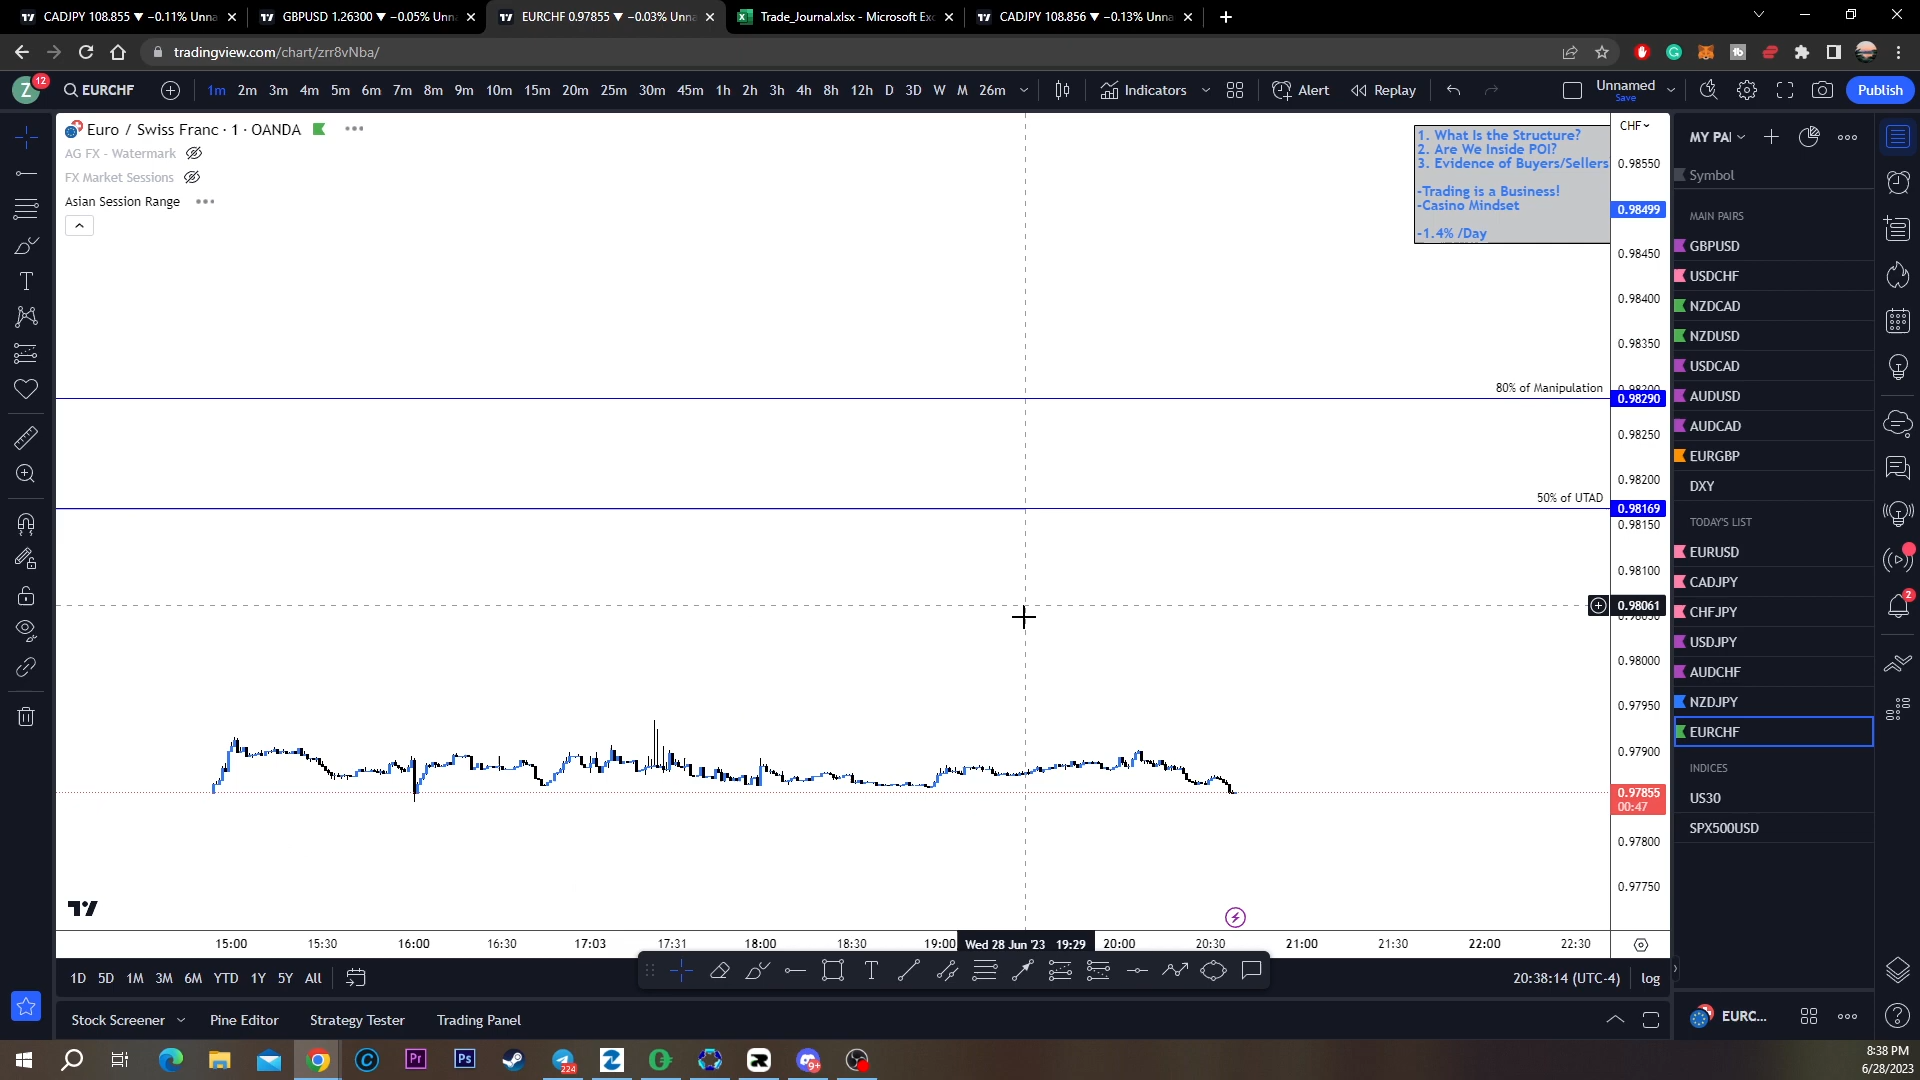 CADJPY 108.855 ▼ −0.11% Unna
GBPUSD 1.26300 ▼ −0.05% Unna
EURCHF 0.97855 ▼ −0.03% Unna
Trade_Journal.xlsx - Microsoft Exc
CADJPY 108.856 ▼ −0.13% Unna
tradingview.com/chart/zrr8vNba/
Z
12
EURCHF
1m 2m 3m 4m 5m 6m 7m 8m 9m 10m 15m 20m 25m 30m 45m 1h 2h 3h 4h 8h 12h D 3D W M 26m
Indicators
Alert
Replay
Unnamed
Save
Publish
Euro / Swiss Franc · 1 · OANDA
AG FX - Watermark
FX Market Sessions
Asian Session Range
1. What Is the Structure?
2. Are We Inside POI?
3. Evidence of Buyers/Sellers
-Trading is a Business!
-Casino Mindset
-1.4% /Day
CHF
0.98550
0.98499
0.98450
0.98400
0.98350
80% of Manipulation
0.98290
0.98250
0.98200
50% of UTAD
0.98169
0.98150
0.98100
0.98061
0.98000
0.97950
0.97900
0.97855
00:47
0.97800
0.97750
15:00 15:30 16:00 16:30 17:03 17:31 18:00 18:30 19:00 Wed 28 Jun '23 19:29 20:00 20:30 21:00 21:30 22:00 22:30
1D 5D 1M 3M 6M YTD 1Y 5Y All
20:38:14 (UTC-4)
log
Stock Screener
Pine Editor
Strategy Tester
Trading Panel
MY PAI
Symbol
MAIN PAIRS
GBPUSD
USDCHF
NZDCAD
NZDUSD
USDCAD
AUDUSD
AUDCAD
EURGBP
DXY
TODAY'S LIST
EURUSD
CADJPY
CHFJPY
USDJPY
AUDCHF
NZDJPY
EURCHF
INDICES
US30
SPX500USD
2
EURC...
Pr
Ps
224
9+
8:38 PM
6/28/2023